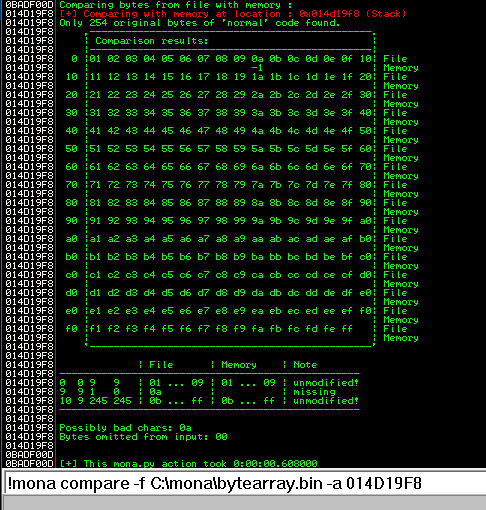 0BADF00D Comparing bytes from file with memory :
014D19F8 [+] Comparing with memory at location : 0x014d19f8 (Stack)
014D19F8 Only 254 original bytes of 'normal' code found.
014D19F8
014D19F8 Comparison results:
014D19F8
014D19F8 0 |01 02 03 04 05 06 07 08 09 0a 0b 0c 0d 0e 0f 10| File
014D19F8 | -1 | Memory
014D19F8 10 |11 12 13 14 15 16 17 18 19 1a 1b 1c 1d 1e 1f 20| File
014D19F8 | | Memory
014D19F8 20 |21 22 23 24 25 26 27 28 29 2a 2b 2c 2d 2e 2f 30| File
014D19F8 | | Memory
014D19F8 30 |31 32 33 34 35 36 37 38 39 3a 3b 3c 3d 3e 3f 40| File
014D19F8 | | Memory
014D19F8 40 |41 42 43 44 45 46 47 48 49 4a 4b 4c 4d 4e 4f 50| File
014D19F8 | | Memory
014D19F8 50 |51 52 53 54 55 56 57 58 59 5a 5b 5c 5d 5e 5f 60| File
014D19F8 | | Memory
014D19F8 60 |61 62 63 64 65 66 67 68 69 6a 6b 6c 6d 6e 6f 70| File
014D19F8 | | Memory
014D19F8 70 |71 72 73 74 75 76 77 78 79 7a 7b 7c 7d 7e 7f 80| File
014D19F8 | | Memory
014D19F8 80 |81 82 83 84 85 86 87 88 89 8a 8b 8c 8d 8e 8f 90| File
014D19F8 | | Memory
014D19F8 90 |91 92 93 94 95 96 97 98 99 9a 9b 9c 9d 9e 9f a0| File
014D19F8 | | Memory
014D19F8 a0 |a1 a2 a3 a4 a5 a6 a7 a8 a9 aa ab ac ad ae af b0| File
014D19F8 | | Memory
014D19F8 b0 |b1 b2 b3 b4 b5 b6 b7 b8 b9 ba bb bc bd be bf c0| File
014D19F8 | | Memory
014D19F8 c0 |c1 c2 c3 c4 c5 c6 c7 c8 c9 ca cb cc cd ce cf d0| File
014D19F8 | | Memory
014D19F8 d0 |d1 d2 d3 d4 d5 d6 d7 d8 d9 da db dc dd de df e0| File
014D19F8 | | Memory
014D19F8 e0 |e1 e2 e3 e4 e5 e6 e7 e8 e9 ea eb ec ed ee ef f0| File
014D19F8 | | Memory
014D19F8 f0 |f1 f2 f3 f4 f5 f6 f7 f8 f9 fa fb fc fd fe ff | File
014D19F8 | | Memory
014D19F8
014D19F8
014D19F8 | File | Memory | Note
014D19F8
014D19F8 0 0 9 9 | 01 ... 09 | 01 ... 09 | unmodified!
014D19F8 9 9 1 0 | 0a | | missing
014D19F8 10 9 245 245 | 0b ... ff | 0b ... ff | unmodified!
014D19F8
014D19F8
014D19F8 Possibly bad chars: 0a
014D19F8 Bytes omitted from input: 00
014D19F8
0BADF00D
0BADF00D [+] This mona.py action took 0:00:00.608000
!mona compare -f C:\mona\bytearray.bin -a 014D19F8